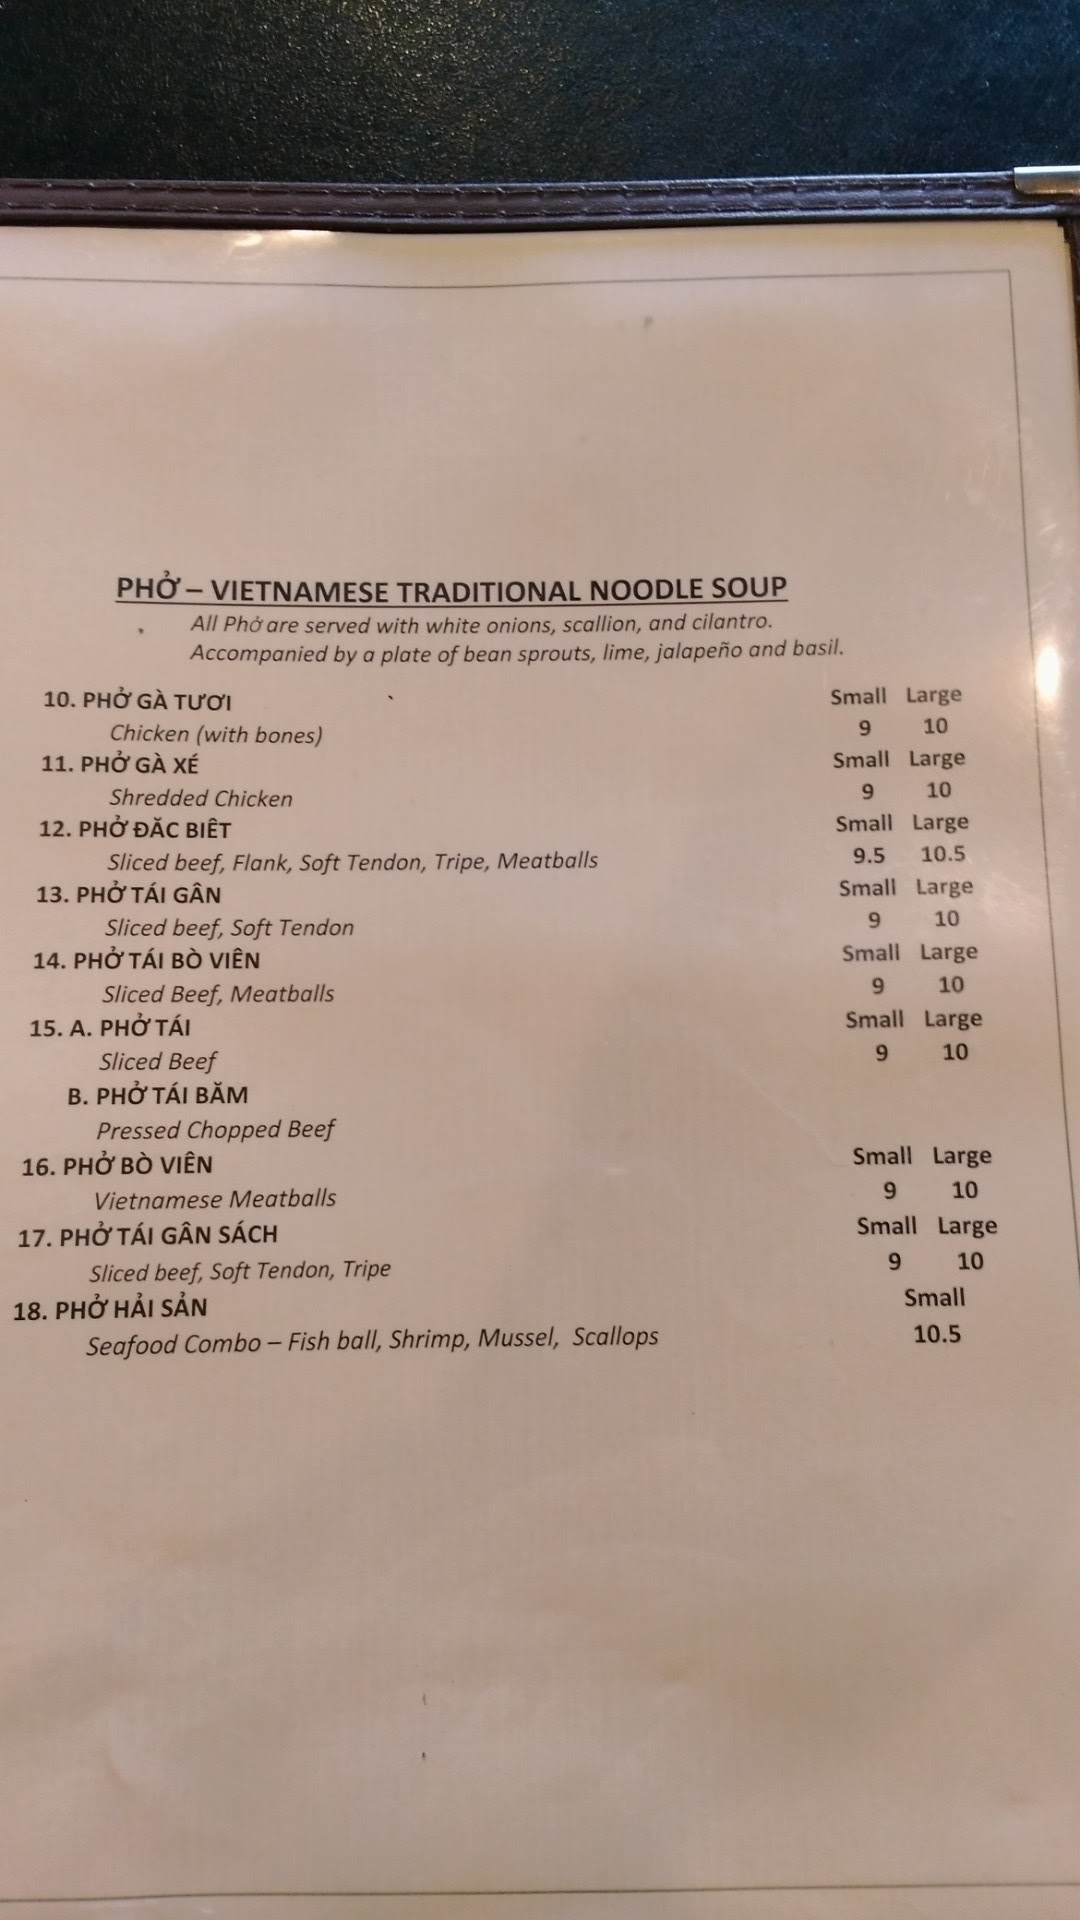 PHỞ – VIETNAMESE TRADITIONAL NOODLE SOUP
All Phở are served with white onions, scallion, and cilantro.
Accompanied by a plate of bean sprouts, lime, jalapeño and basil.
10. PHỞ GÀ TƯƠI Small Large
Chicken (with bones) 9 10
11. PHỞ GÀ XÉ Small Large
Shredded Chicken 9 10
12. PHỞ ĐĂC BIÊT Small Large
Sliced beef, Flank, Soft Tendon, Tripe, Meatballs 9.5 10.5
13. PHỞ TÁI GÂN Small Large
Sliced beef, Soft Tendon 9 10
14. PHỞ TÁI BÒ VIÊN Small Large
Sliced Beef, Meatballs 9 10
15. A. PHỞ TÁI Small Large
Sliced Beef 9 10
B. PHỞ TÁI BĂM
Pressed Chopped Beef
16. PHỞ BÒ VIÊN Small Large
Vietnamese Meatballs 9 10
17. PHỞ TÁI GÂN SÁCH Small Large
Sliced beef, Soft Tendon, Tripe 9 10
18. PHỞ HẢI SẢN Small
Seafood Combo – Fish ball, Shrimp, Mussel, Scallops 10.5